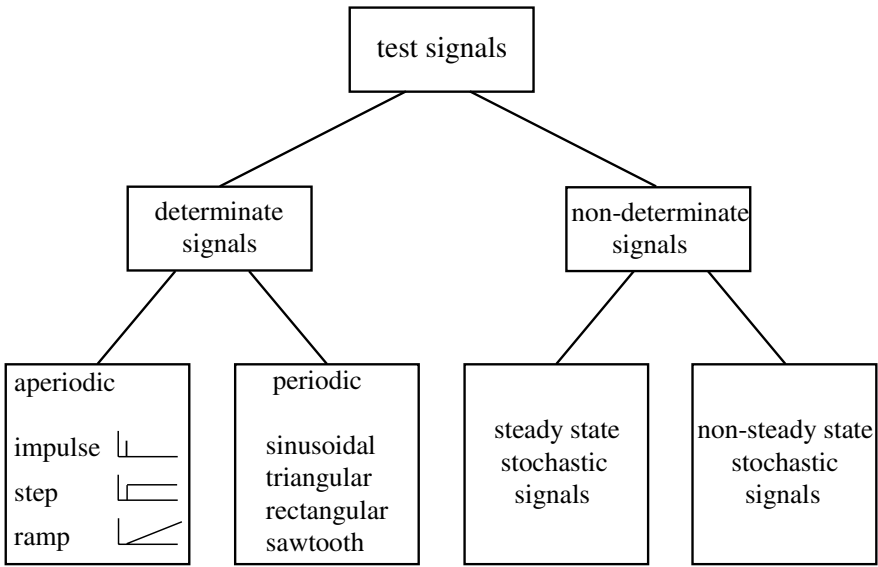 test signals
determinate
signals
non-determinate
signals
aperiodic
impulse
step
ramp
periodic
sinusoidal
triangular
rectangular
sawtooth
steady state
stochastic
signals
non-steady state
stochastic
signals